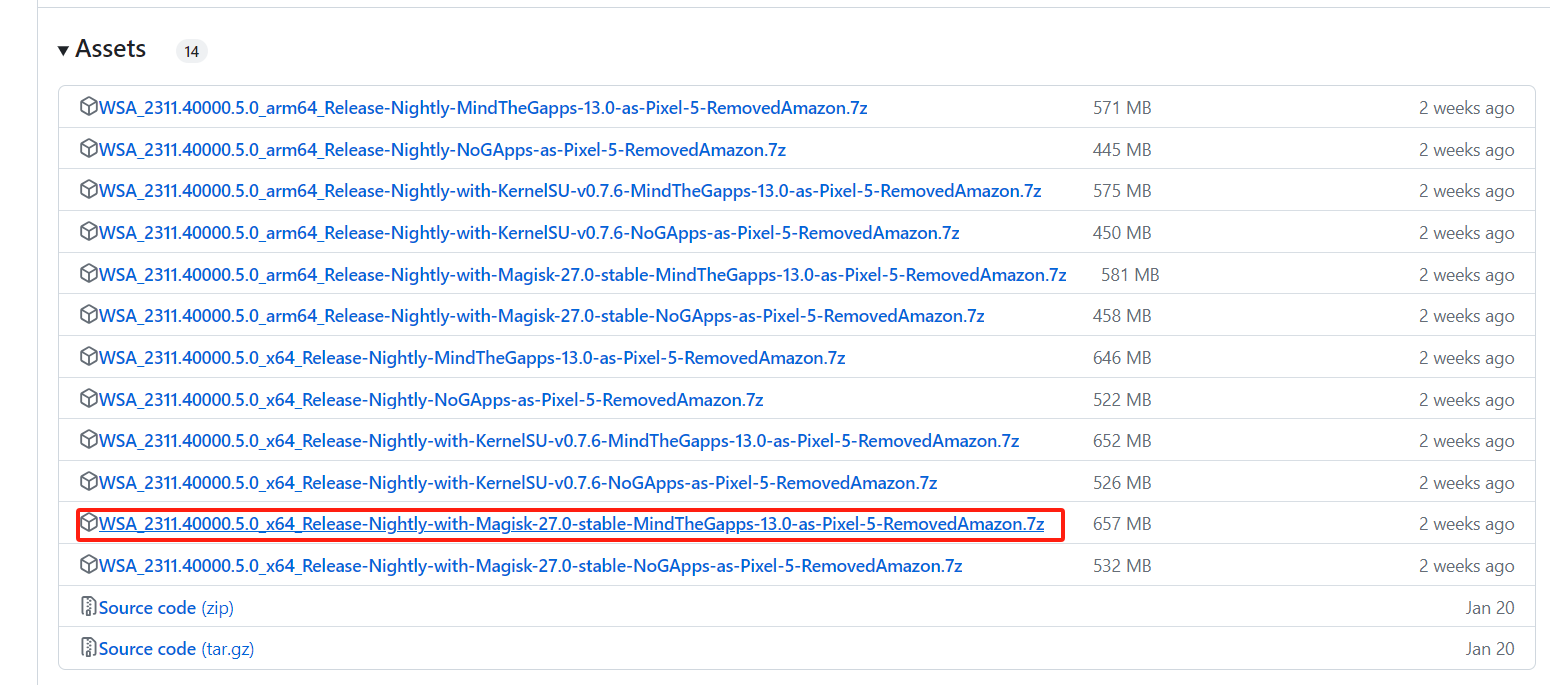 Assets 14
WSA_2311.40000.5.0_arm64_Release-Nightly-MindTheGapps-13.0-as-Pixel-5-RemovedAmazon.7z 571 MB 2 weeks ago
WSA_2311.40000.5.0_arm64_Release-Nightly-NoGApps-as-Pixel-5-RemovedAmazon.7z 445 MB 2 weeks ago
WSA_2311.40000.5.0_arm64_Release-Nightly-with-KernelSU-v0.7.6-MindTheGapps-13.0-as-Pixel-5-RemovedAmazon.7z 575 MB 2 weeks ago
WSA_2311.40000.5.0_arm64_Release-Nightly-with-KernelSU-v0.7.6-NoGApps-as-Pixel-5-RemovedAmazon.7z 450 MB 2 weeks ago
WSA_2311.40000.5.0_arm64_Release-Nightly-with-Magisk-27.0-stable-MindTheGapps-13.0-as-Pixel-5-RemovedAmazon.7z 581 MB 2 weeks ago
WSA_2311.40000.5.0_arm64_Release-Nightly-with-Magisk-27.0-stable-NoGApps-as-Pixel-5-RemovedAmazon.7z 458 MB 2 weeks ago
WSA_2311.40000.5.0_x64_Release-Nightly-MindTheGapps-13.0-as-Pixel-5-RemovedAmazon.7z 646 MB 2 weeks ago
WSA_2311.40000.5.0_x64_Release-Nightly-NoGApps-as-Pixel-5-RemovedAmazon.7z 522 MB 2 weeks ago
WSA_2311.40000.5.0_x64_Release-Nightly-with-KernelSU-v0.7.6-MindTheGapps-13.0-as-Pixel-5-RemovedAmazon.7z 652 MB 2 weeks ago
WSA_2311.40000.5.0_x64_Release-Nightly-with-KernelSU-v0.7.6-NoGApps-as-Pixel-5-RemovedAmazon.7z 526 MB 2 weeks ago
WSA_2311.40000.5.0_x64_Release-Nightly-with-Magisk-27.0-stable-MindTheGapps-13.0-as-Pixel-5-RemovedAmazon.7z 657 MB 2 weeks ago
WSA_2311.40000.5.0_x64_Release-Nightly-with-Magisk-27.0-stable-NoGApps-as-Pixel-5-RemovedAmazon.7z 532 MB 2 weeks ago
Source code (zip) Jan 20
Source code (tar.gz) Jan 20